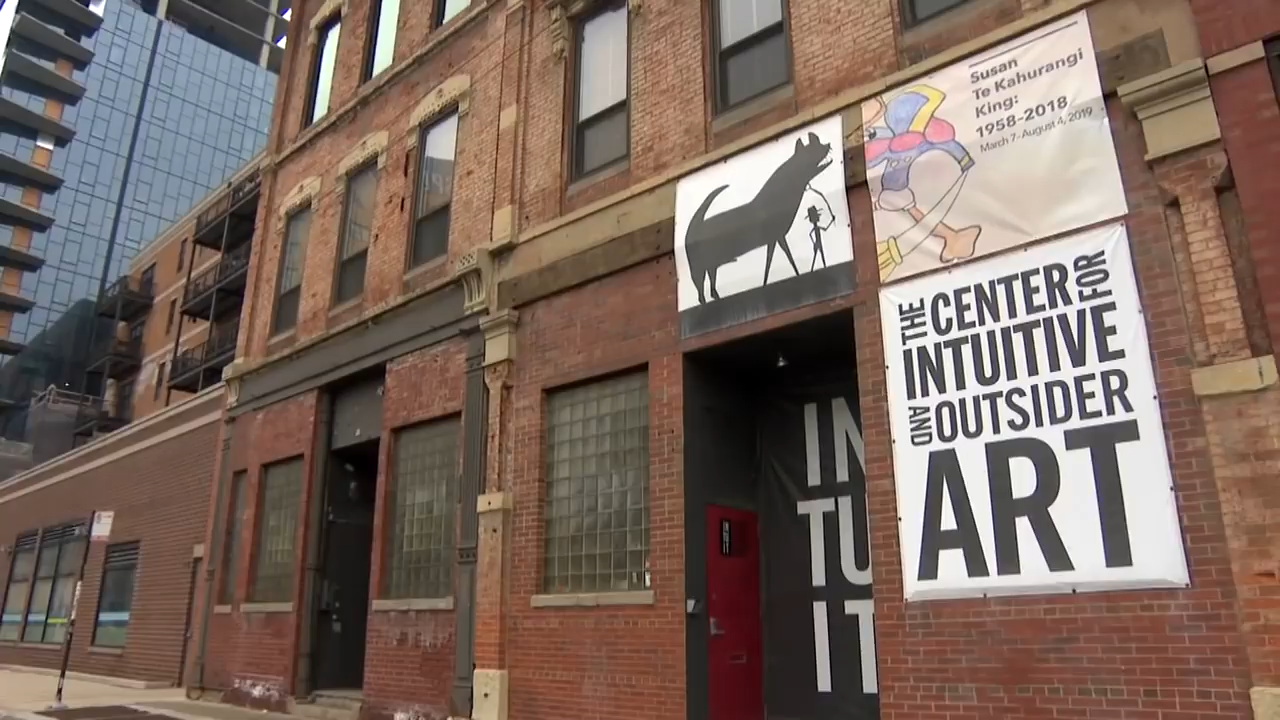 Susan
Te Kahurangi
King:
1958-2018
March 7-August 4, 2019
THE CENTER FOR
INTUITIVE
AND OUTSIDER
ART
IN
TU
IT